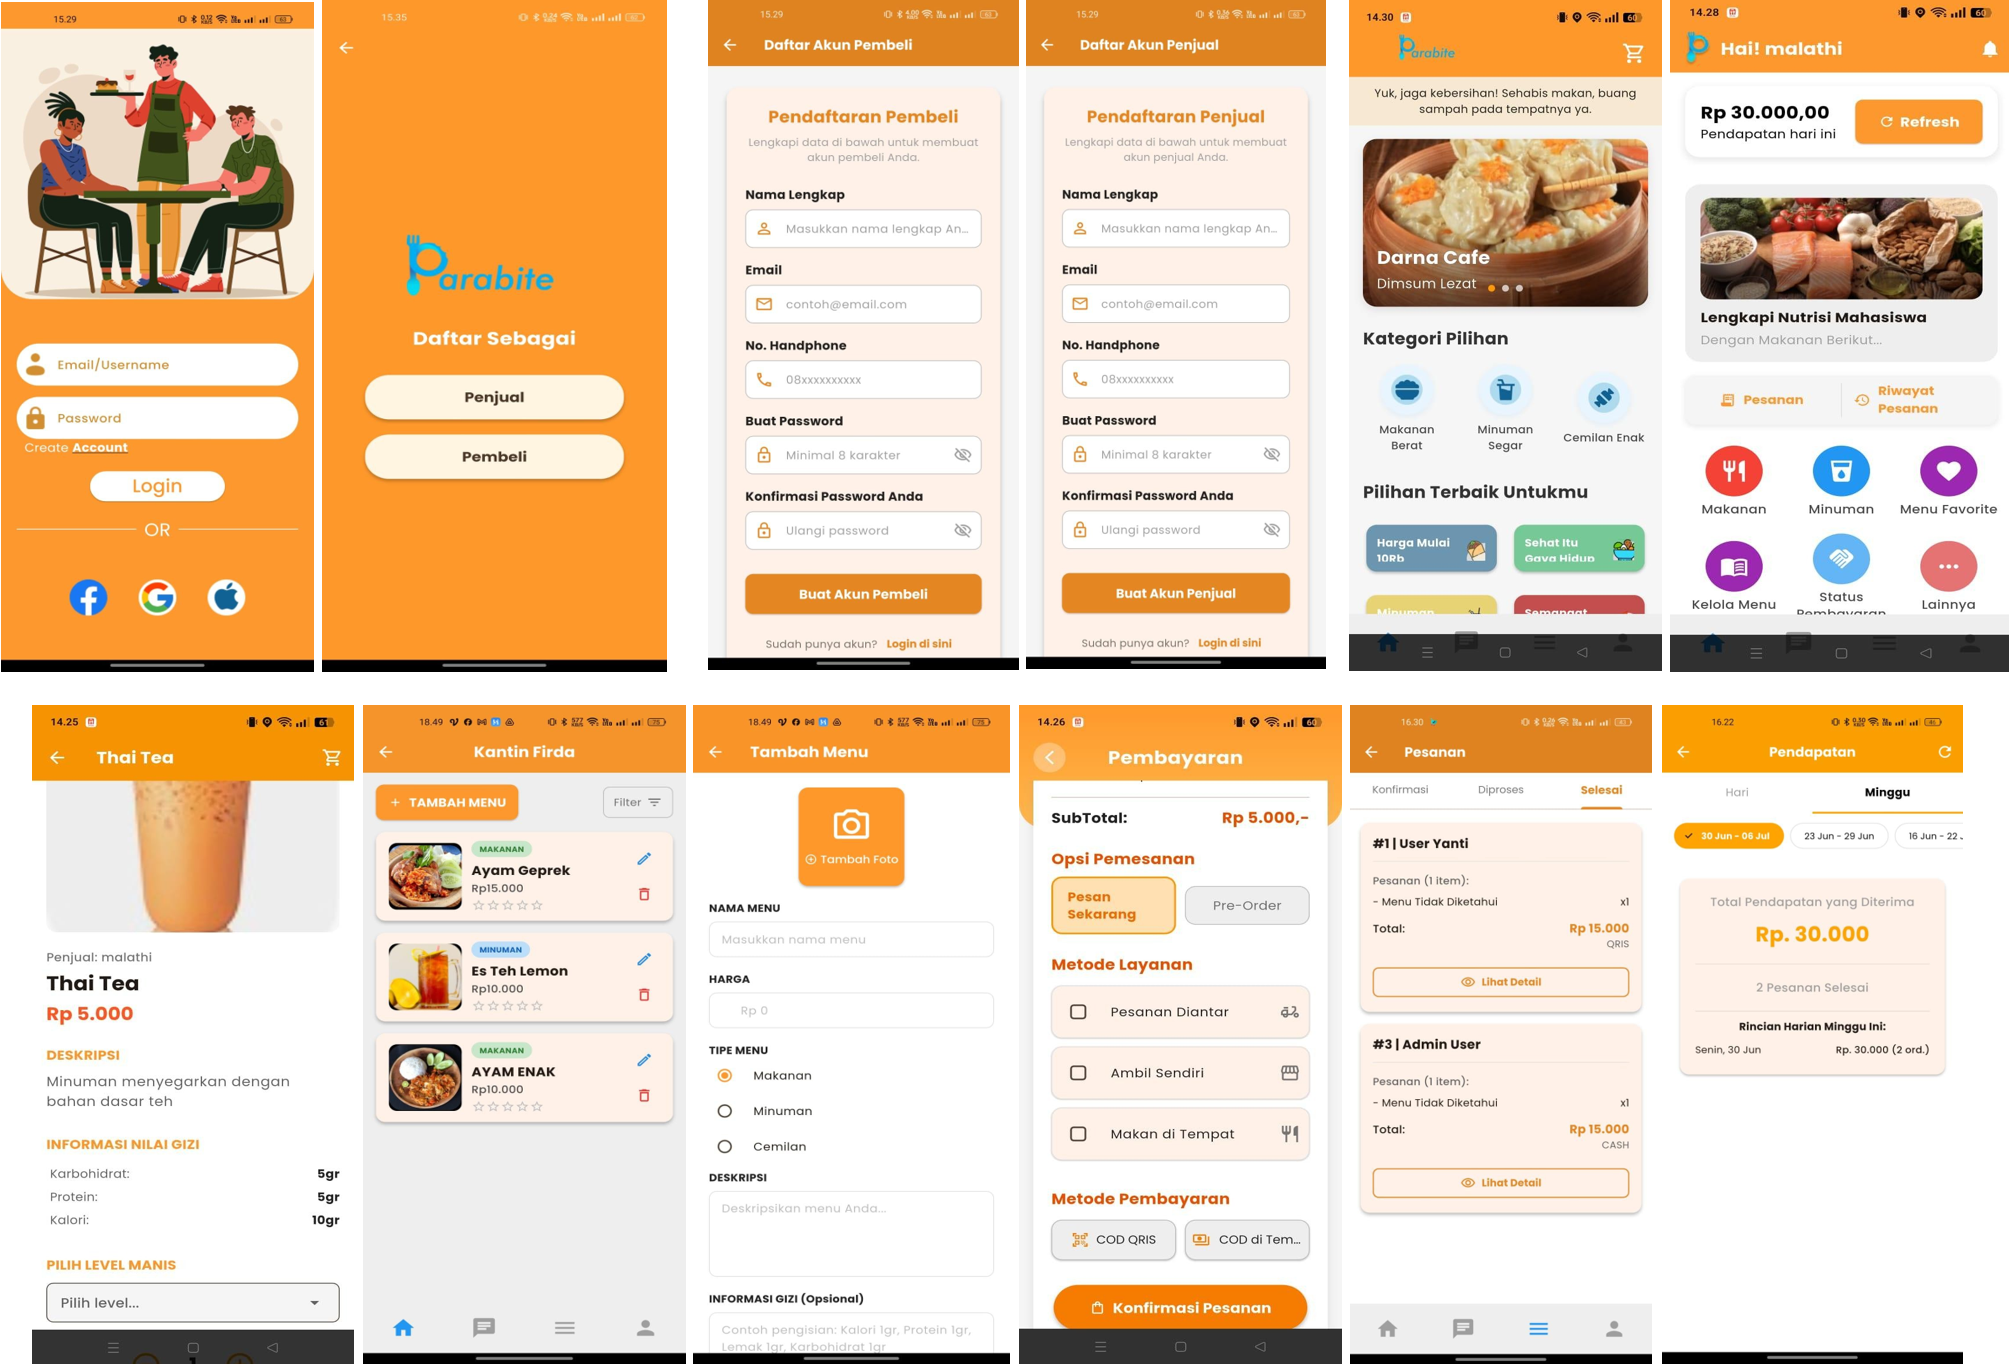 15.29
Email/Username
Password
Create Account
Login
OR
15.35
Parabite
Daftar Sebagai
Penjual
Pembeli
15.29
Daftar Akun Pembeli
Pendaftaran Pembeli
Lengkapi data di bawah untuk membuat
akun pembeli Anda.
Nama Lengkap
Masukkan nama lengkap An...
Email
contoh@email.com
No. Handphone
08xxxxxxxxxx
Buat Password
Minimal 8 karakter
Konfirmasi Password Anda
Ulangi password
Buat Akun Pembeli
Sudah punya akun? Login di sini
15.29
Daftar Akun Penjual
Pendaftaran Penjual
Lengkapi data di bawah untuk membuat
akun penjual Anda.
Nama Lengkap
Masukkan nama lengkap An...
Email
contoh@email.com
No. Handphone
08xxxxxxxxxx
Buat Password
Minimal 8 karakter
Konfirmasi Password Anda
Ulangi password
Buat Akun Penjual
Sudah punya akun? Login di sini
14.30
60
Parabite
Yuk, jaga kebersihan! Sehabis makan, buang
sampah pada tempatnya ya.
Darna Cafe
Dimsum Lezat
Kategori Pilihan
Makanan
Berat
Minuman
Segar
Cemilan Enak
Pilihan Terbaik Untukmu
Harga Mulai
10Rb
Sehat Itu
Gaya Hidup
Minuman
Semangat
14.28
60
Hai! malathi
Rp 30.000,00
Pendapatan hari ini
Refresh
Lengkapi Nutrisi Mahasiswa
Dengan Makanan Berikut...
Pesanan
Riwayat
Pesanan
Makanan
Minuman
Menu Favorite
Kelola Menu
Status
Pembayaran
Lainnya
14.25
61
Thai Tea
Penjual: malathi
Thai Tea
Rp 5.000
DESKRIPSI
Minuman menyegarkan dengan
bahan dasar teh
INFORMASI NILAI GIZI
Karbohidrat: 5gr
Protein: 5gr
Kalori: 10gr
PILIH LEVEL MANIS
Pilih level...
18.49
Kantin Firda
+ TAMBAH MENU
Filter
MAKANAN
Ayam Geprek
Rp15.000
MINUMAN
Es Teh Lemon
Rp10.000
MAKANAN
AYAM ENAK
Rp10.000
18.49
Tambah Menu
Tambah Foto
NAMA MENU
Masukkan nama menu
HARGA
Rp 0
TIPE MENU
Makanan
Minuman
Cemilan
DESKRIPSI
Deskripsikan menu Anda...
INFORMASI GIZI (Opsional)
Contoh pengisian: Kalori 1gr, Protein 1gr,
Lemak 1gr, Karbohidrat 1gr
14.26
60
Pembayaran
SubTotal: Rp 5.000,-
Opsi Pemesanan
Pesan
Sekarang
Pre-Order
Metode Layanan
Pesanan Diantar
Ambil Sendiri
Makan di Tempat
Metode Pembayaran
COD QRIS
COD di Tem...
Konfirmasi Pesanan
16.30
Pesanan
Konfirmasi Diproses Selesai
#1 | User Yanti
Pesanan (1 item):
- Menu Tidak Diketahui x1
Total: Rp 15.000
QRIS
Lihat Detail
#3 | Admin User
Pesanan (1 item):
- Menu Tidak Diketahui x1
Total: Rp 15.000
CASH
Lihat Detail
16.22
Pendapatan
Hari Minggu
30 Jun - 06 Jul
23 Jun - 29 Jun
16 Jun - 22 J
Total Pendapatan yang Diterima
Rp. 30.000
2 Pesanan Selesai
Rincian Harian Minggu Ini:
Senin, 30 Jun Rp. 30.000 (2 ord.)